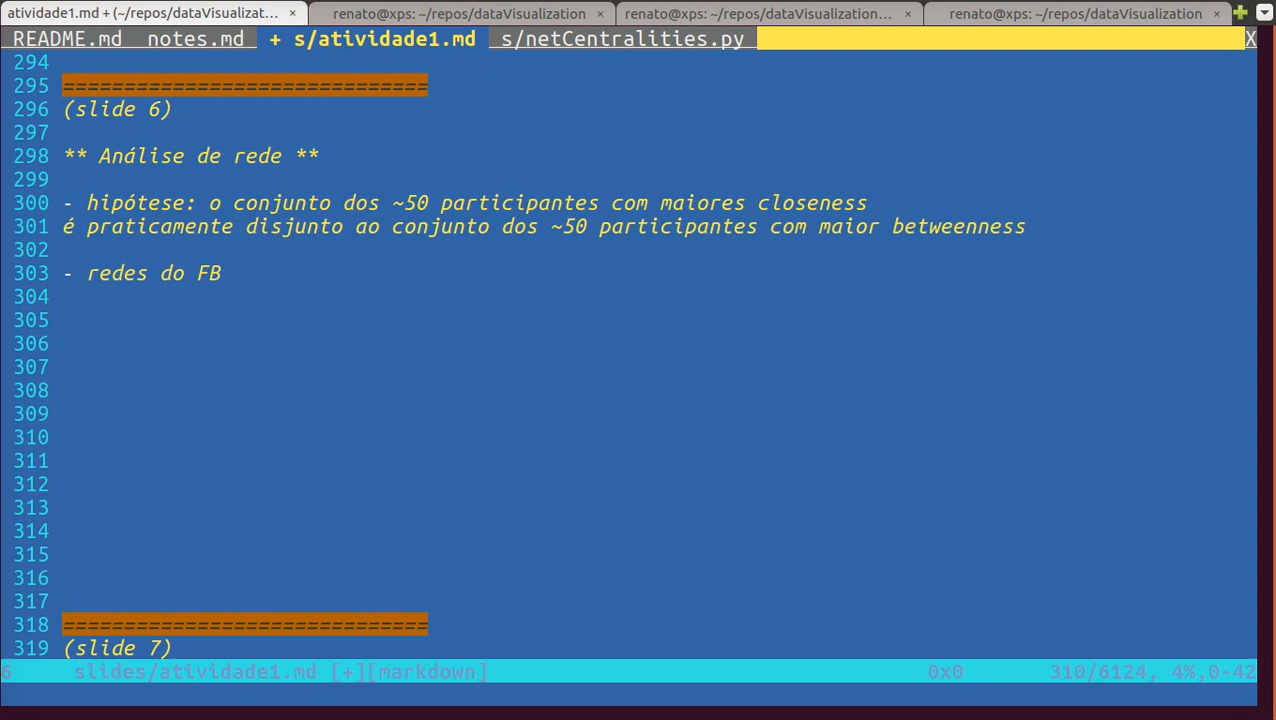 atividade1.md + (~/repos/dataVisualizat... × renato@xps: ~/repos/dataVisualization × renato@xps: ~/repos/dataVisualization... × renato@xps: ~/repos/dataVisualization ×
README.md notes.md + s/atividade1.md s/netCentralities.py X
294
295 ==============================
296 (slide 6)
297
298 ** Análise de rede **
299
300 - hipótese: o conjunto dos ~50 participantes com maiores closeness
301 é praticamente disjunto ao conjunto dos ~50 participantes com maior betweenness
302
303 - redes do FB
304
305
306
307
308
309
310
311
312
313
314
315
316
317
318 ==============================
319 (slide 7)
6 slides/atividade1.md [+][markdown] 0x0 310/6124, 4%,0-42